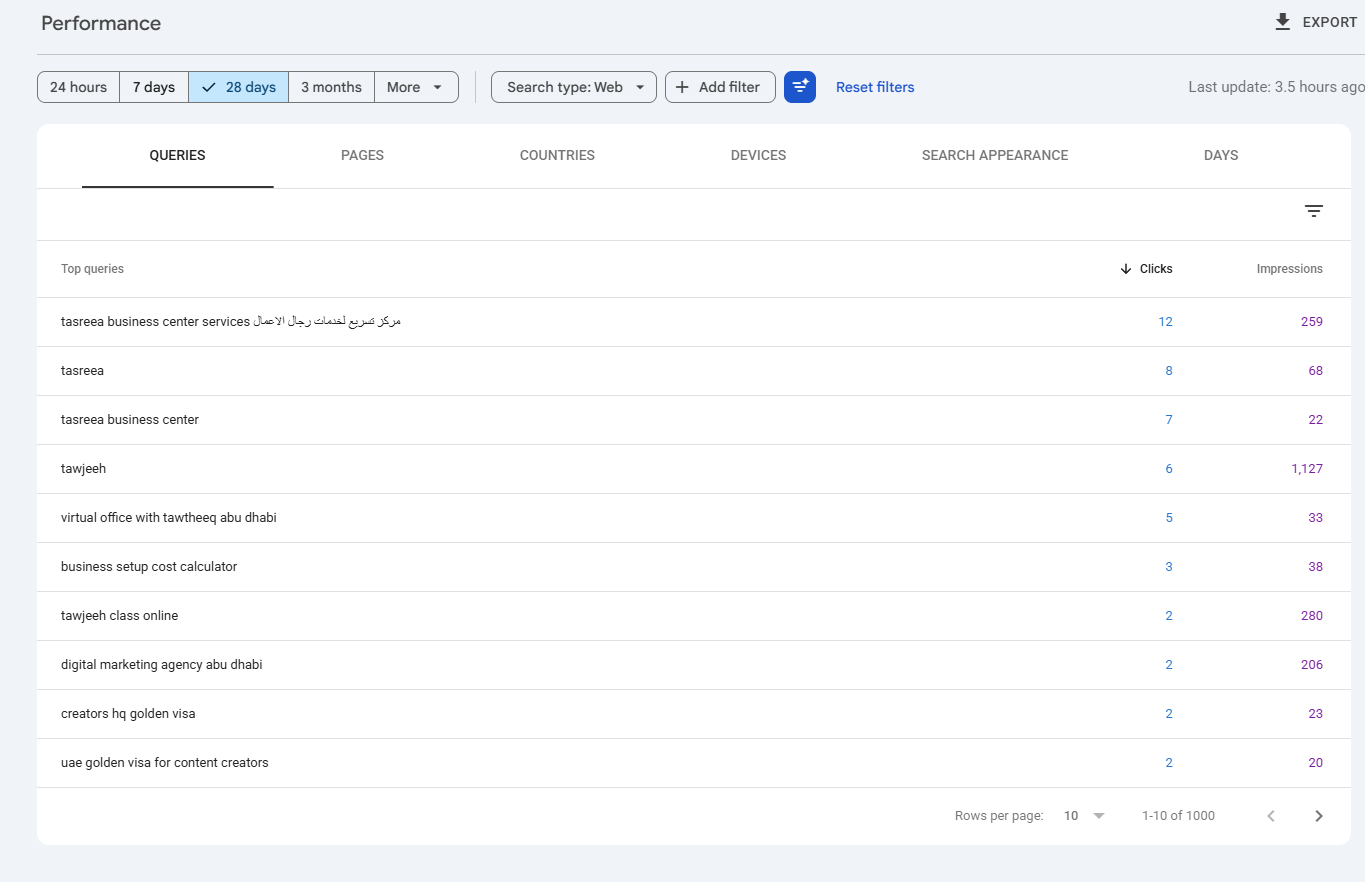 Performance
EXPORT
24 hours 7 days 28 days 3 months More Search type: Web Add filter Reset filters Last update: 3.5 hours ago
QUERIES PAGES COUNTRIES DEVICES SEARCH APPEARANCE DAYS
Top queries Clicks Impressions
tasreea business center services مركز تسريع لخدمات رجال الاعمال 12 259
tasreea 8 68
tasreea business center 7 22
tawjeeh 6 1,127
virtual office with tawtheeq abu dhabi 5 33
business setup cost calculator 3 38
tawjeeh class online 2 280
digital marketing agency abu dhabi 2 206
creators hq golden visa 2 23
uae golden visa for content creators 2 20
Rows per page: 10 1-10 of 1000